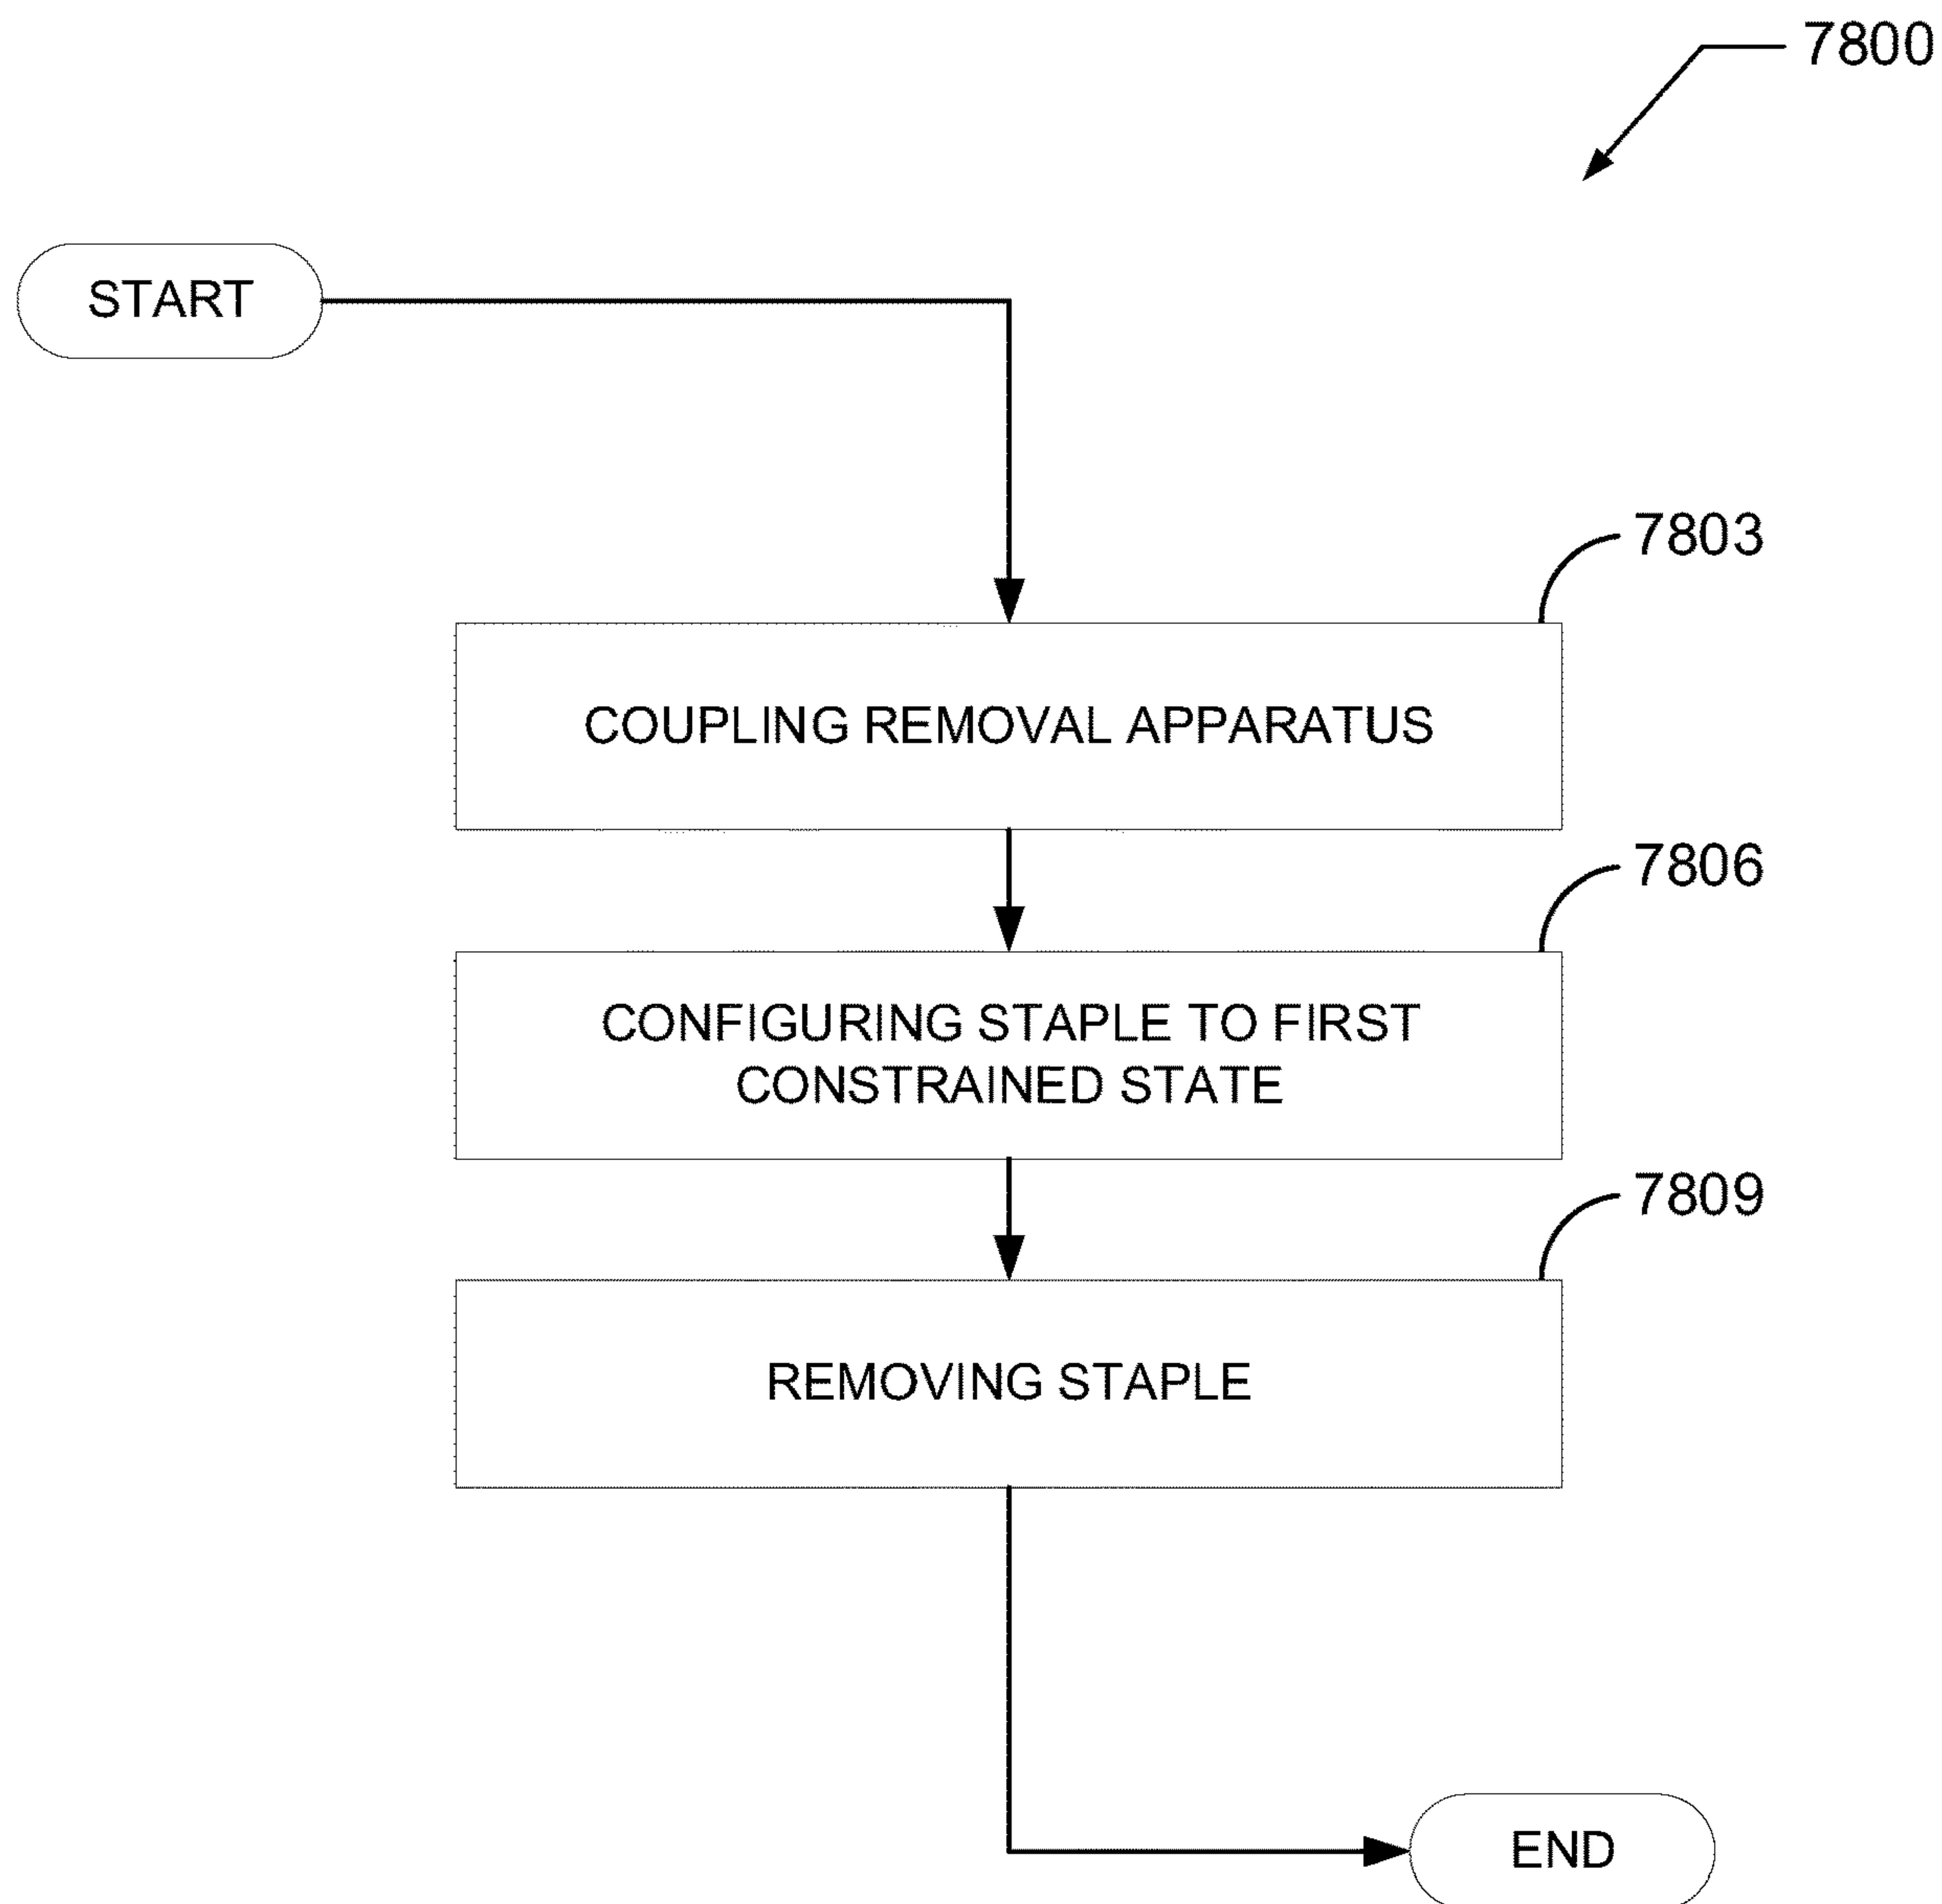 7800
START
7803
COUPLING REMOVAL APPARATUS
7806
CONFIGURING STAPLE TO FIRST
CONSTRAINED STATE
7809
REMOVING STAPLE
END